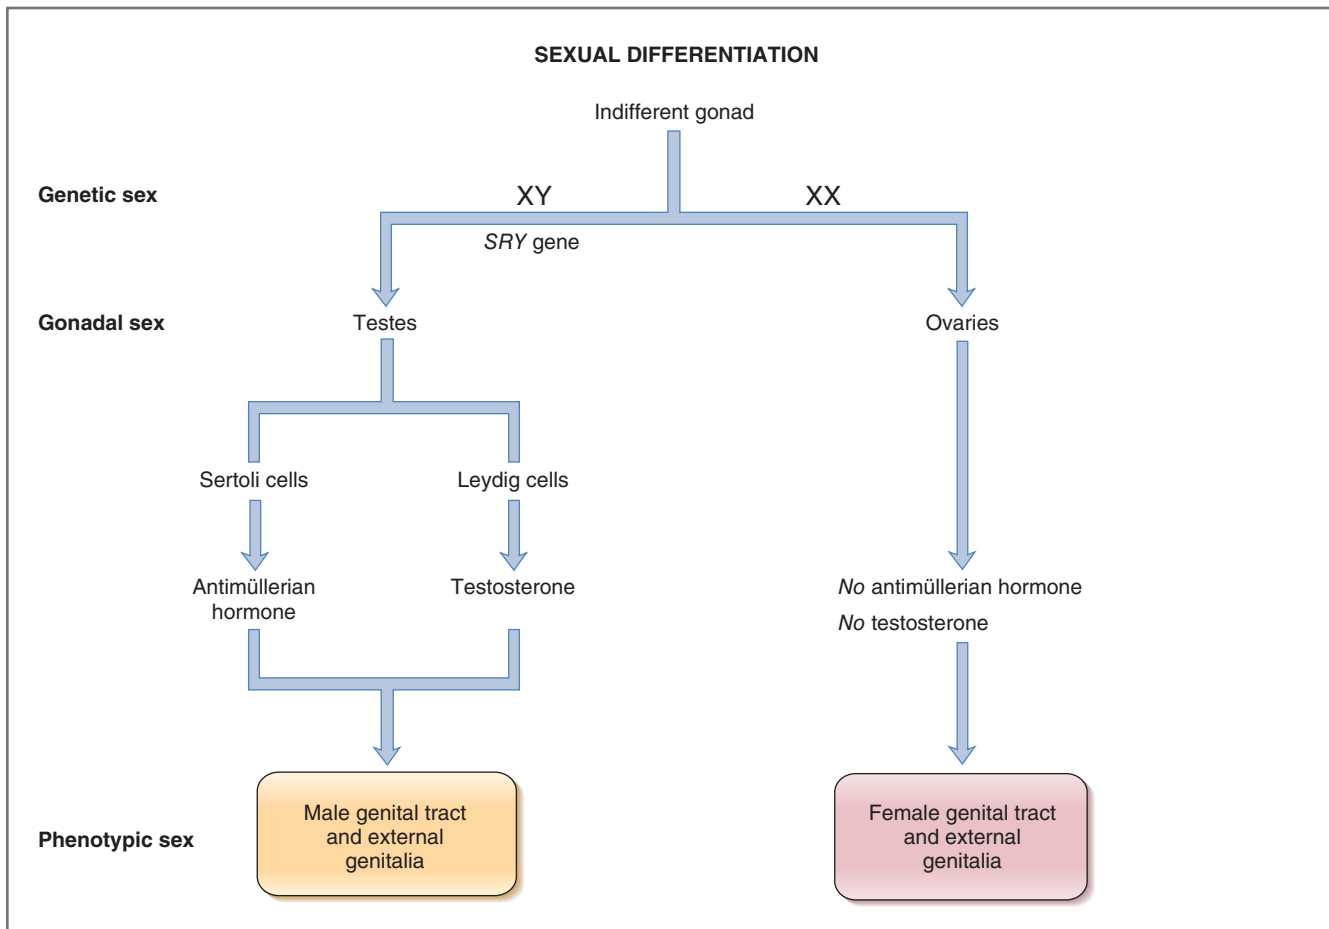 SEXUAL DIFFERENTIATION
Indifferent gonad
Genetic sex
XY
XX
SRY gene
Gonadal sex
Testes
Ovaries
Sertoli cells
Leydig cells
Antimüllerian
hormone
Testosterone
No antimüllerian hormone
No testosterone
Phenotypic sex
Male genital tract
and external
genitalia
Female genital tract
and external
genitalia